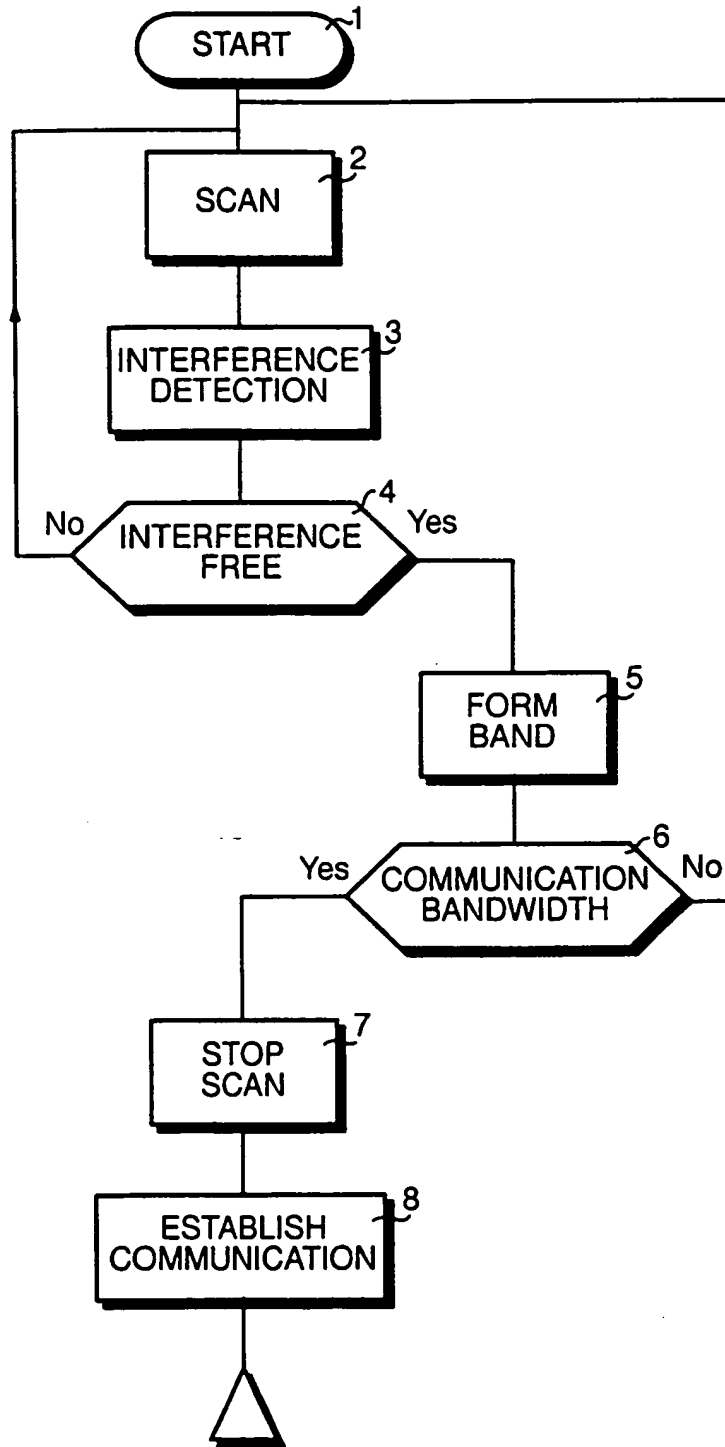 1
START
2
SCAN
3
INTERFERENCE
DETECTION
4
No
Yes
INTERFERENCE
FREE
5
FORM
BAND
6
Yes
No
COMMUNICATION
BANDWIDTH
7
STOP
SCAN
8
ESTABLISH
COMMUNICATION